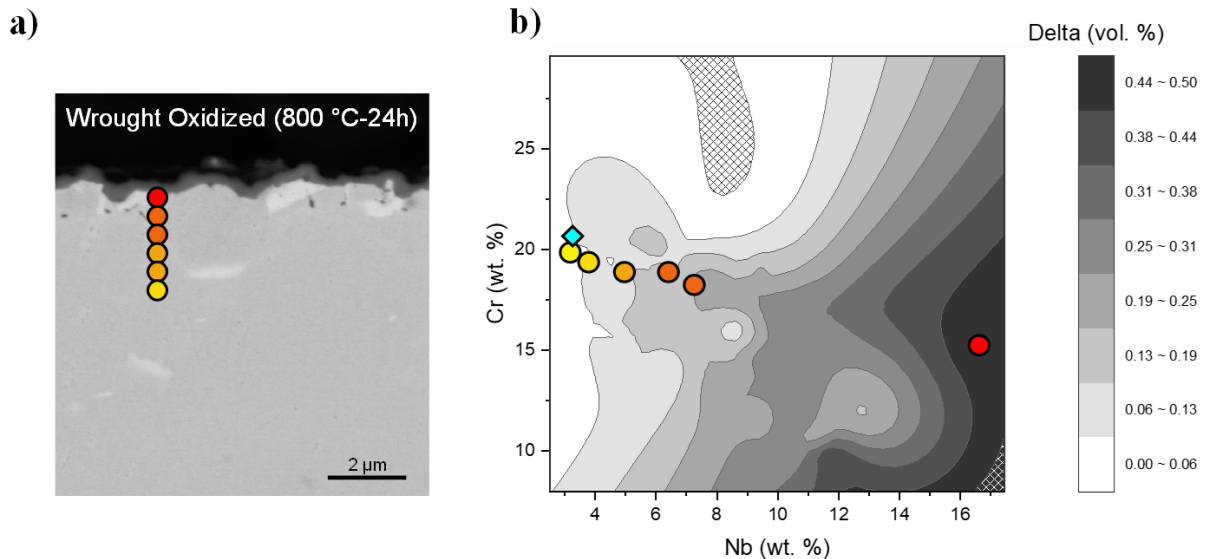 a)
Wrought Oxidized (800 °C-24h)
2 µm
b)
Delta (vol. %)
Cr (wt. %)
25
20
15
10
4
6
8
10
12
14
16
Nb (wt. %)
0.44 ~ 0.50
0.38 ~ 0.44
0.31 ~ 0.38
0.25 ~ 0.31
0.19 ~ 0.25
0.13 ~ 0.19
0.06 ~ 0.13
0.00 ~ 0.06